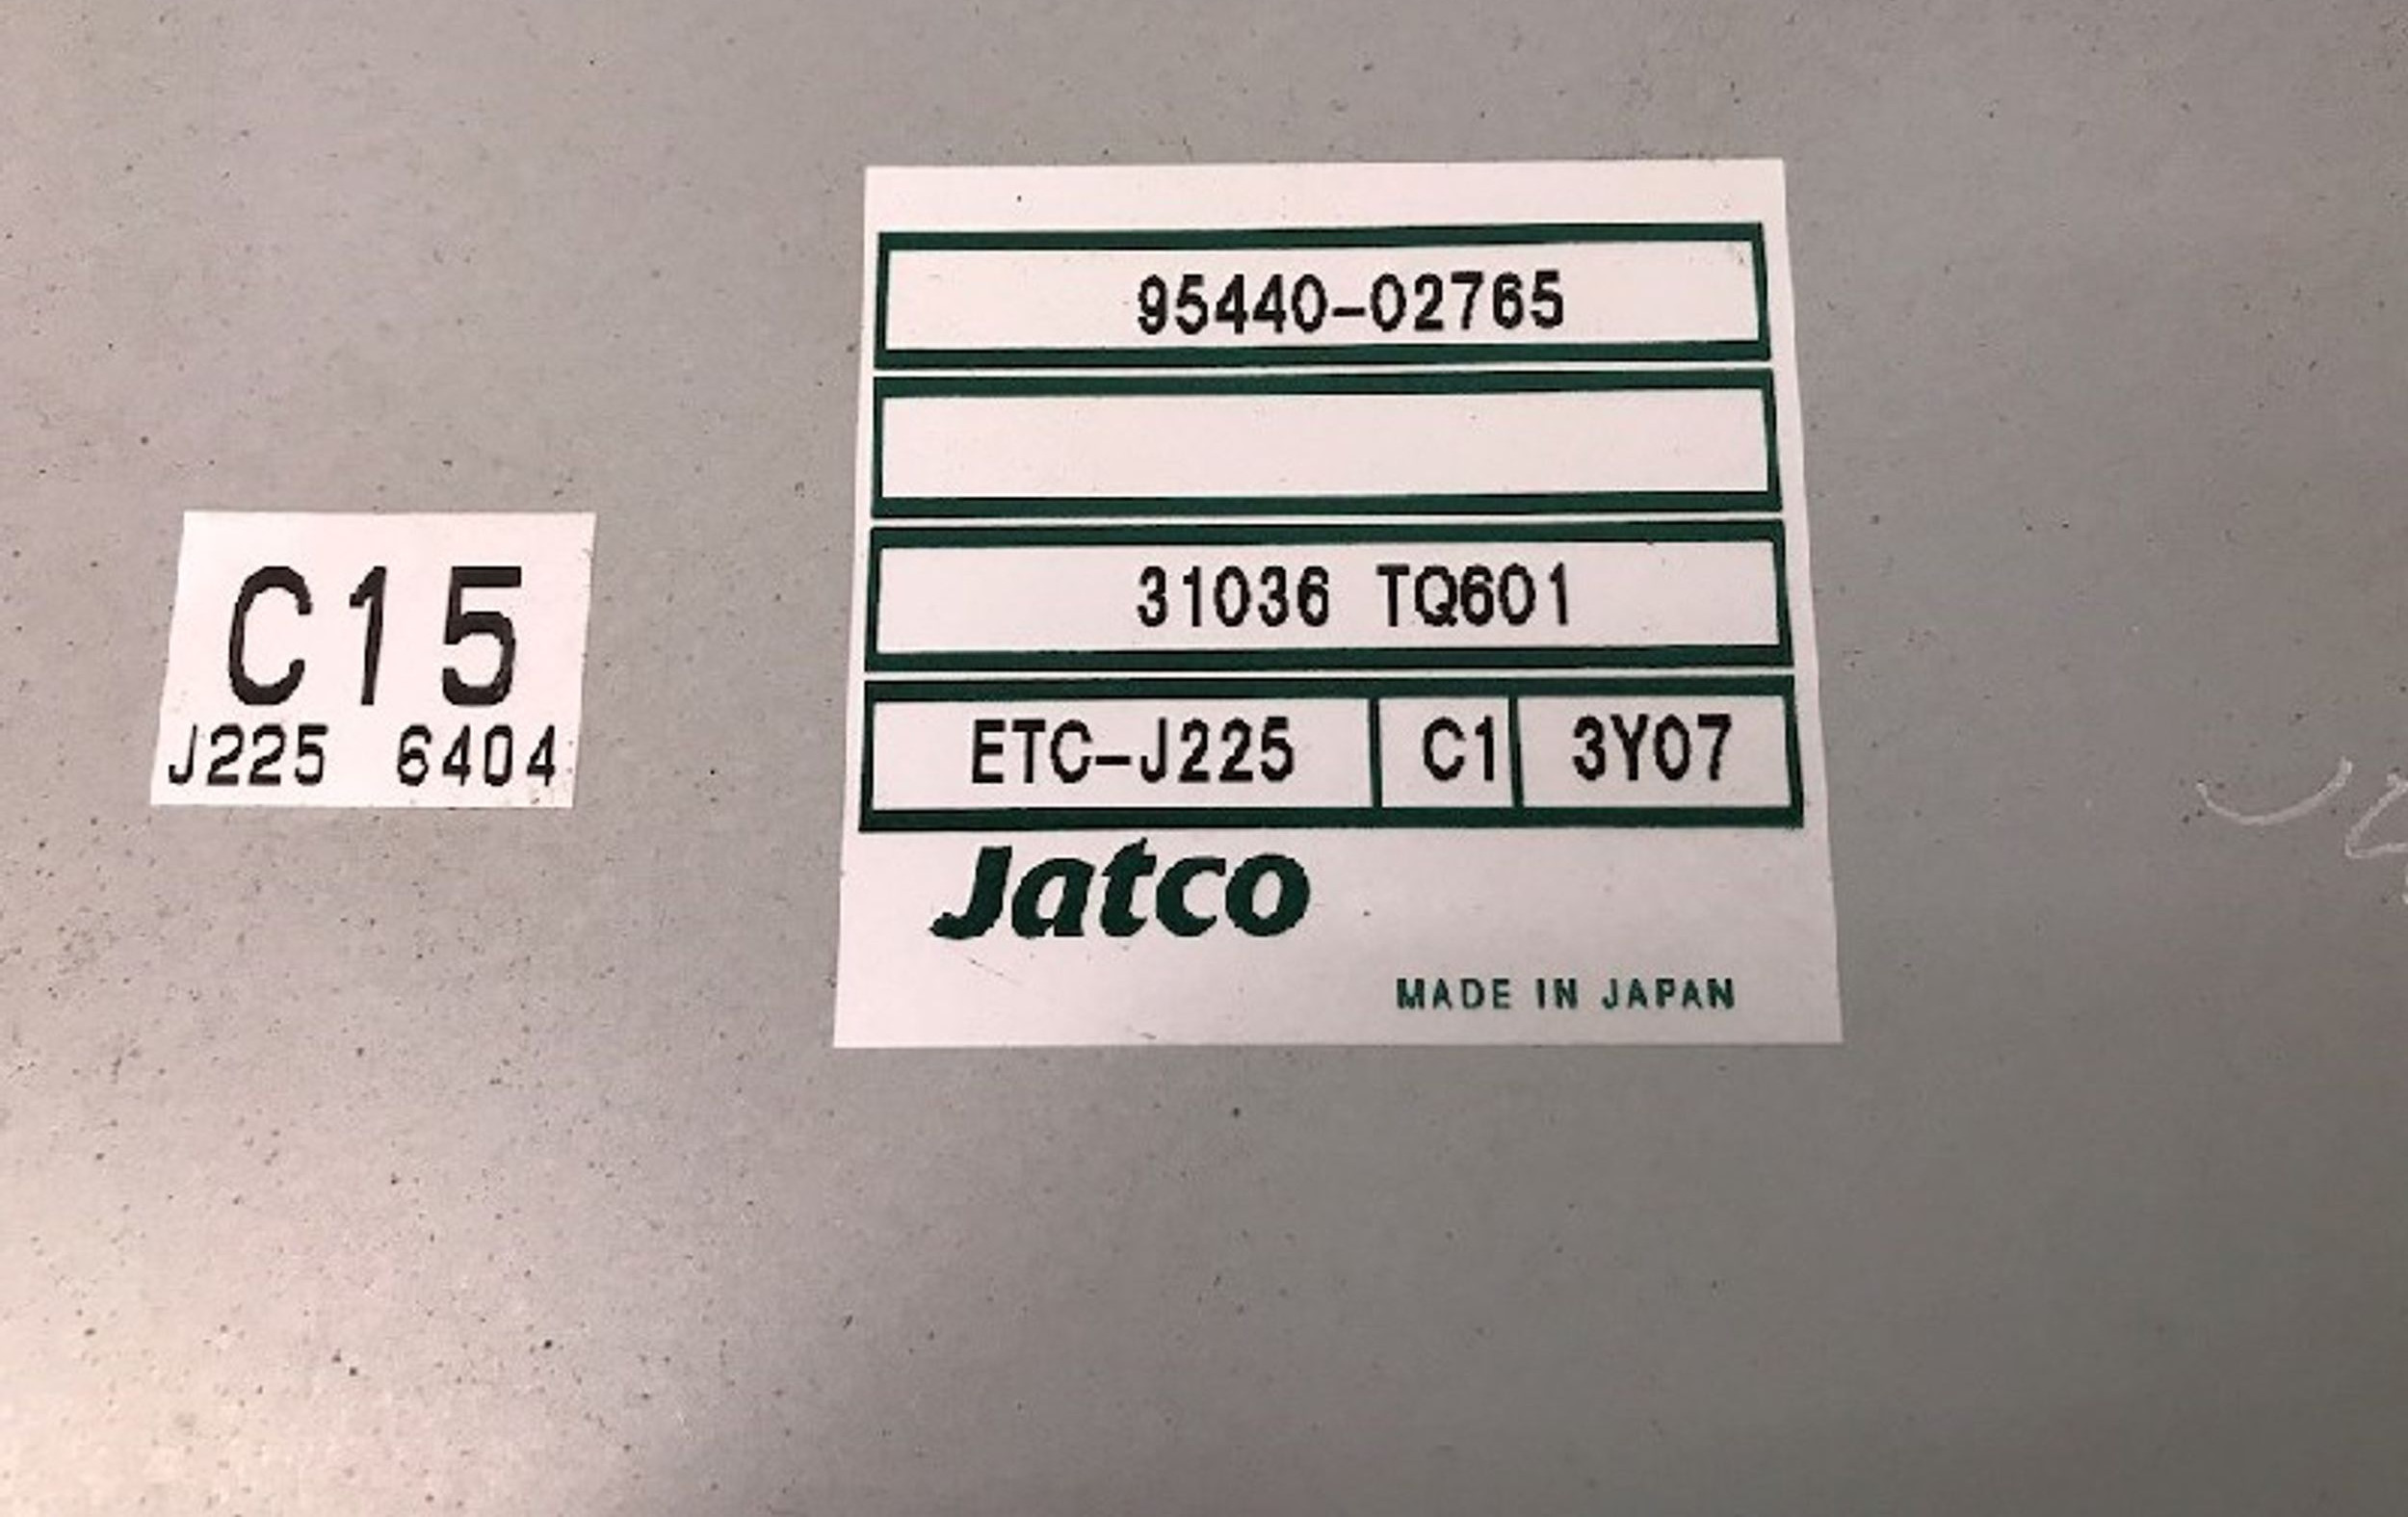 95440-02765
31036 TQ601
ETC-J225 C1 3Y07
Jatco
MADE IN JAPAN
C15
J225 6404